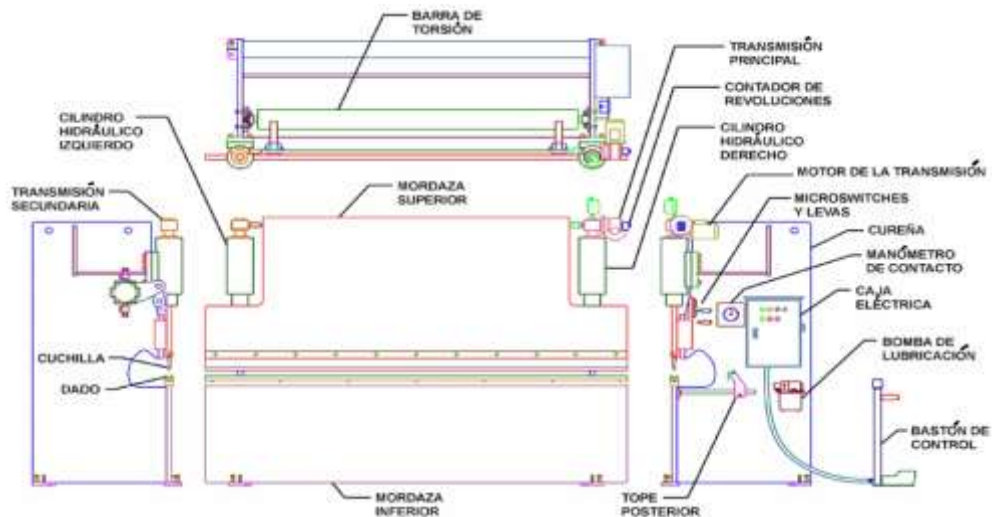 BARRA DE
TORSIÓN
TRANSMISIÓN
PRINCIPAL
CONTADOR DE
REVOLUCIONES
CILINDRO
HIDRÁULICO
IZQUIERDO
CILINDRO
HIDRÁULICO
DERECHO
TRANSMISIÓN
SECUNDARIA
MORDAZA
SUPERIOR
MOTOR DE LA TRANSMISIÓN
MICROSWITCHES
Y LEVAS
CUREÑA
MANÓMETRO
DE CONTACTO
CAJA
ELÉCTRICA
BOMBA DE
LUBRICACIÓN
CUCHILLA
DADO
BASTÓN DE
CONTROL
MORDAZA
INFERIOR
TOPE
POSTERIOR